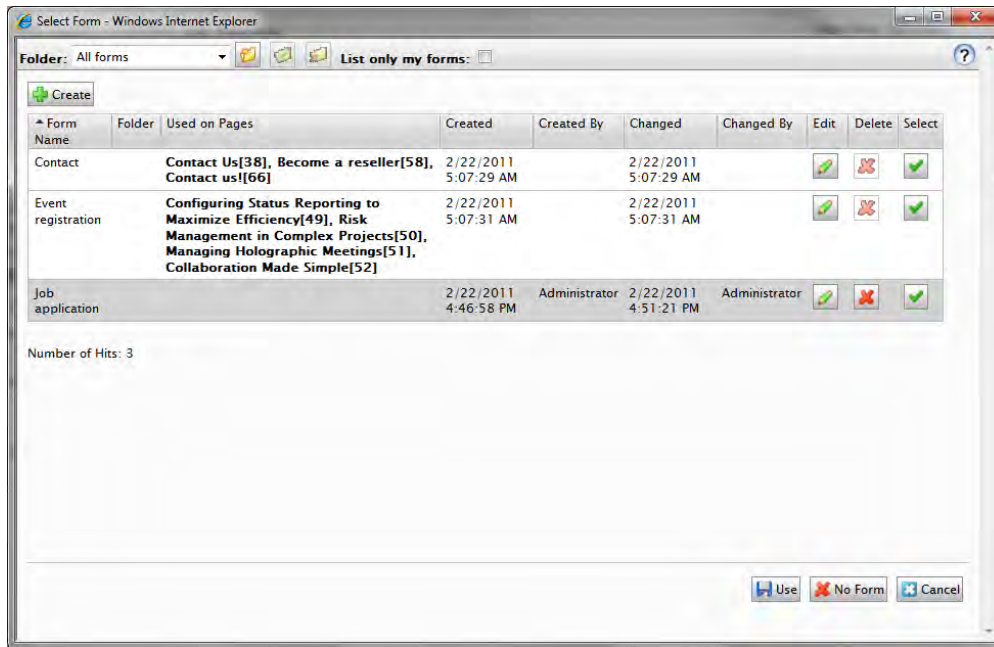 Select Form - Windows Internet Explorer
Folder: All forms List only my forms:
Create
Form Name Folder Used on Pages Created Created By Changed Changed By Edit Delete Select
Contact Contact Us[38], Become a reseller[58], 2/22/2011 2/22/2011
Contact us![66] 5:07:29 AM 5:07:29 AM
Event Configuring Status Reporting to 2/22/2011 2/22/2011
registration Maximize Efficiency[49], Risk 5:07:31 AM 5:07:31 AM
Management in Complex Projects[50],
Managing Holographic Meetings[51],
Collaboration Made Simple[52]
Job 2/22/2011 Administrator 2/22/2011 Administrator
application 4:46:58 PM 4:51:21 PM
Number of Hits: 3
Use No Form Cancel